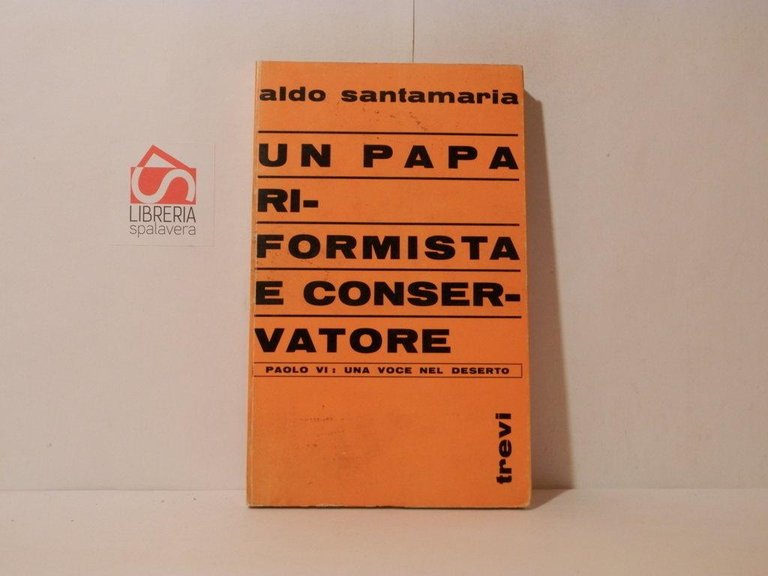 aldo santamaria
UN PAPA
RI-
FORMISTA
E CONSER-
VATORE
PAOLO VI: UNA VOCE NEL DESERTO
trevi
LIBRERIA
spalavera